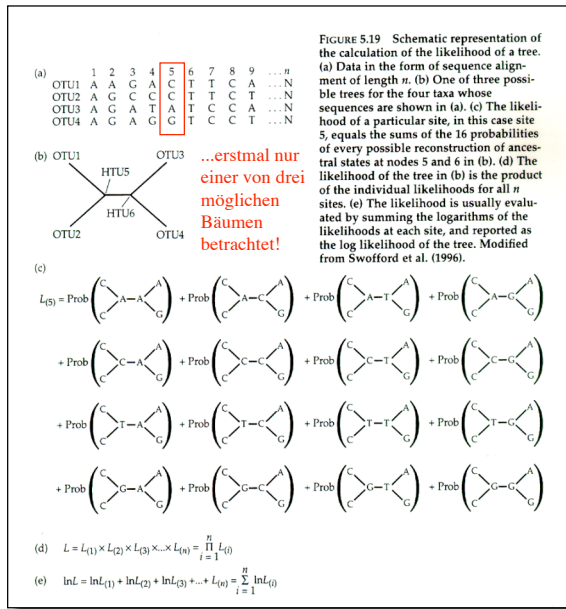 FIGURE 5.19 Schematic representation of
the calculation of the likelihood of a tree.
(a) Data in the form of sequence align-
ment of length n. (b) One of three possi-
ble trees for the four taxa whose
sequences are shown in (a). (c) The likeli-
hood of a particular site, in this case site
5, equals the sums of the 16 probabilities
of every possible reconstruction of ances-
tral states at nodes 5 and 6 in (b). (d) The
likelihood of the tree in (b) is the product
of the individual likelihoods for all n
sites. (e) The likelihood is usually evalu-
ated by summing the logarithms of the
likelihoods at each site, and reported as
the log likelihood of the tree. Modified
from Swofford et al. (1996).
1 2 3 4 5 6 7 8 9 ...n
(a)
OTU1 A A G A C T T C A ...N
OTU2 A G C C C T T C T ...N
OTU3 A G A T A T C C A ...N
OTU4 A G A G G T C C T ...N
(b) OTU1 OTU3
HTU5
HTU6
OTU2 OTU4
...erstmal nur
einer von drei
möglichen
Bäumen
betrachtet!
(c)
L(5) = Prob (C C A–A A G) + Prob (C C A–C A G) + Prob (C C A–T A G) + Prob (C C A–G A G)
+ Prob (C C C–A A G) + Prob (C C C–C A G) + Prob (C C C–T A G) + Prob (C C C–G A G)
+ Prob (C C T–A A G) + Prob (C C T–C A G) + Prob (C C T–T A G) + Prob (C C T–G A G)
+ Prob (C C G–A A G) + Prob (C C G–C A G) + Prob (C C G–T A G) + Prob (C C G–G A G)
(d) L = L(1) × L(2) × L(3) ×...× L(n) = n ∏ i = 1 L(i)
(e) lnL = lnL(1) + lnL(2) + lnL(3) +...+ L(n) = n Σ i = 1 lnL(i)